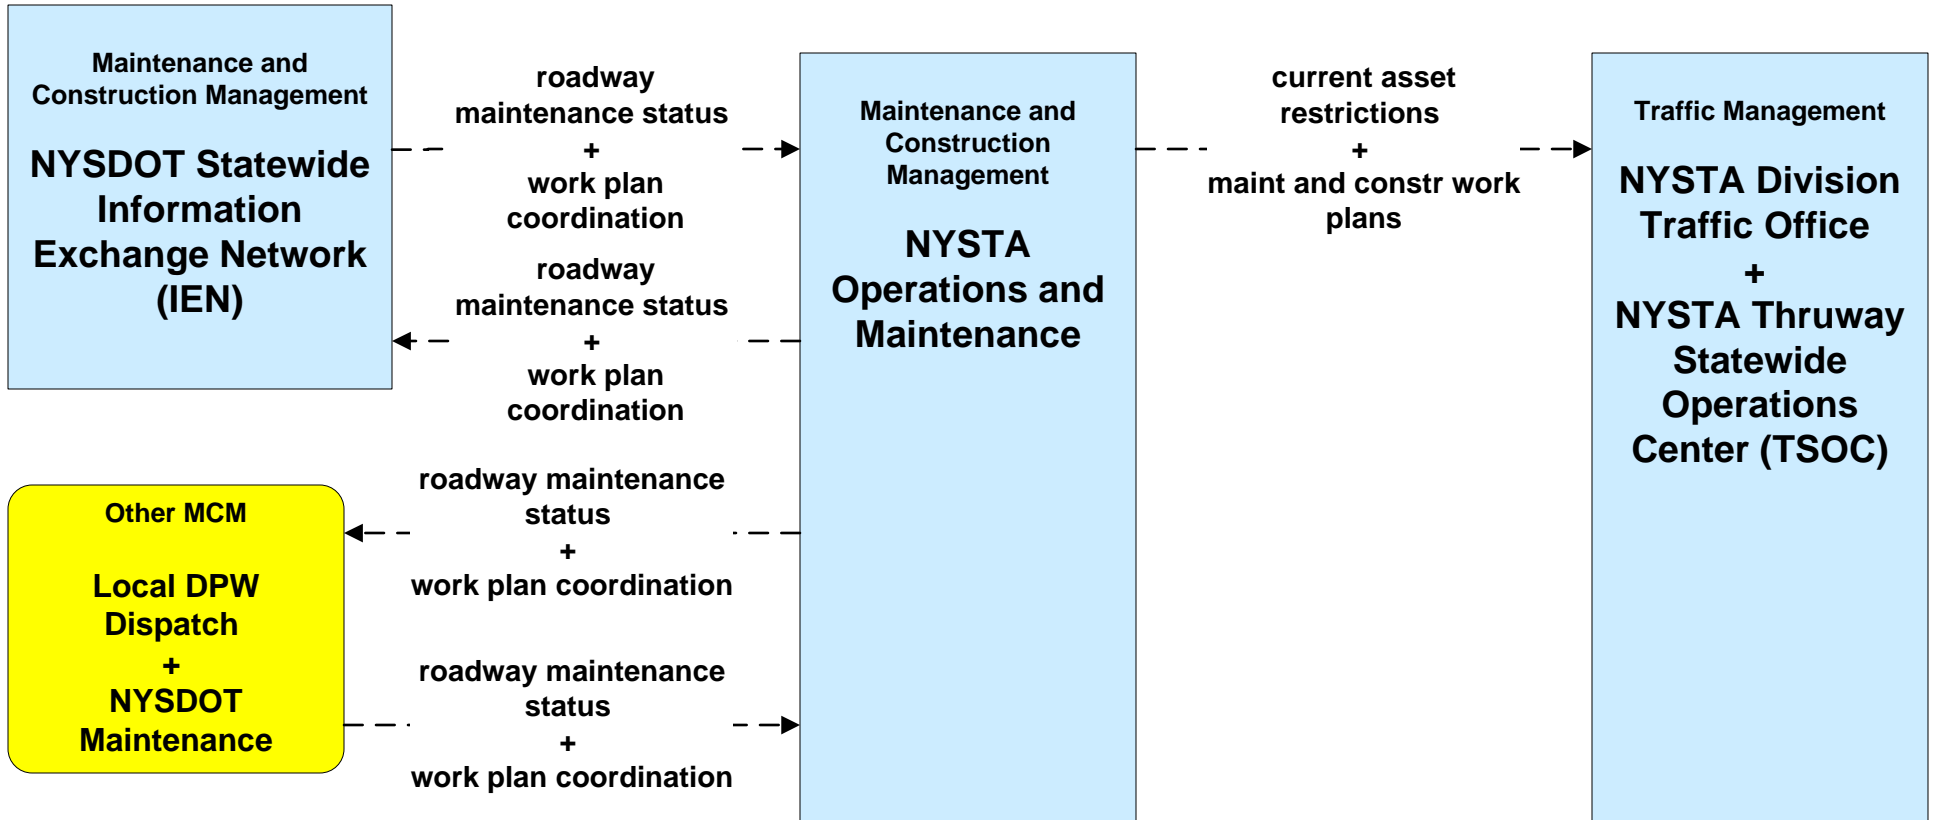 Maintenance and
Construction Management
NYSDOT Statewide
Information
Exchange Network
(IEN)
roadway
maintenance status
+
work plan
coordination
roadway
maintenance status
+
work plan
coordination
Other MCM
Local DPW
Dispatch
+
NYSDOT
Maintenance
roadway maintenance
status
+
work plan coordination
roadway maintenance
status
+
work plan coordination
Maintenance and
Construction
Management
NYSTA
Operations and
Maintenance
current asset
restrictions
+
maint and constr work
plans
Traffic Management
NYSTA Division
Traffic Office
+
NYSTA Thruway
Statewide
Operations
Center (TSOC)